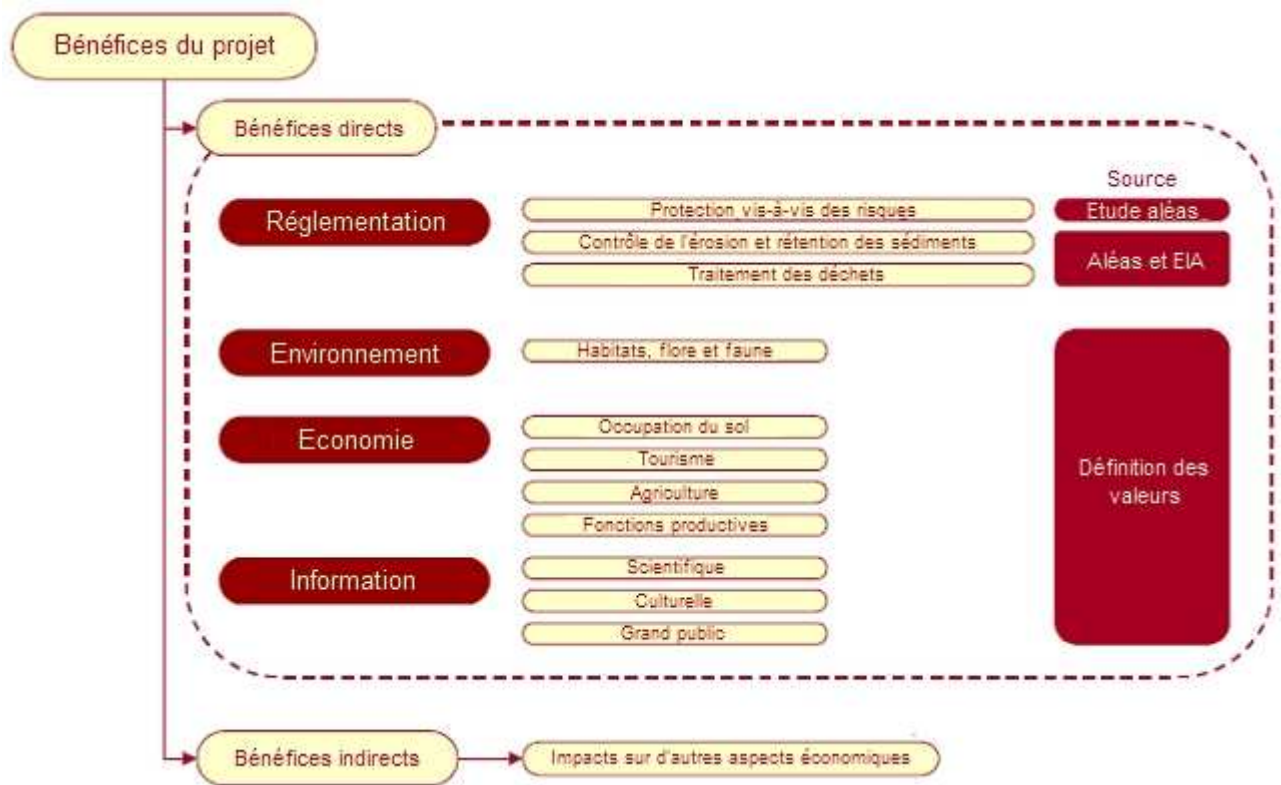 Bénéfices du projet
Bénéfices directs
Source
Réglementation
Protection vis-à-vis des risques
Etude aléas
Contrôle de l'érosion et rétention des sédiments
Aléas et EIA
Traitement des déchets
Environnement
Habitats, flore et faune
Economie
Occupation du sol
Tourisme
Agriculture
Fonctions productives
Définition des
valeurs
Information
Scientifique
Culturelle
Grand public
Bénéfices indirects
Impacts sur d'autres aspects économiques